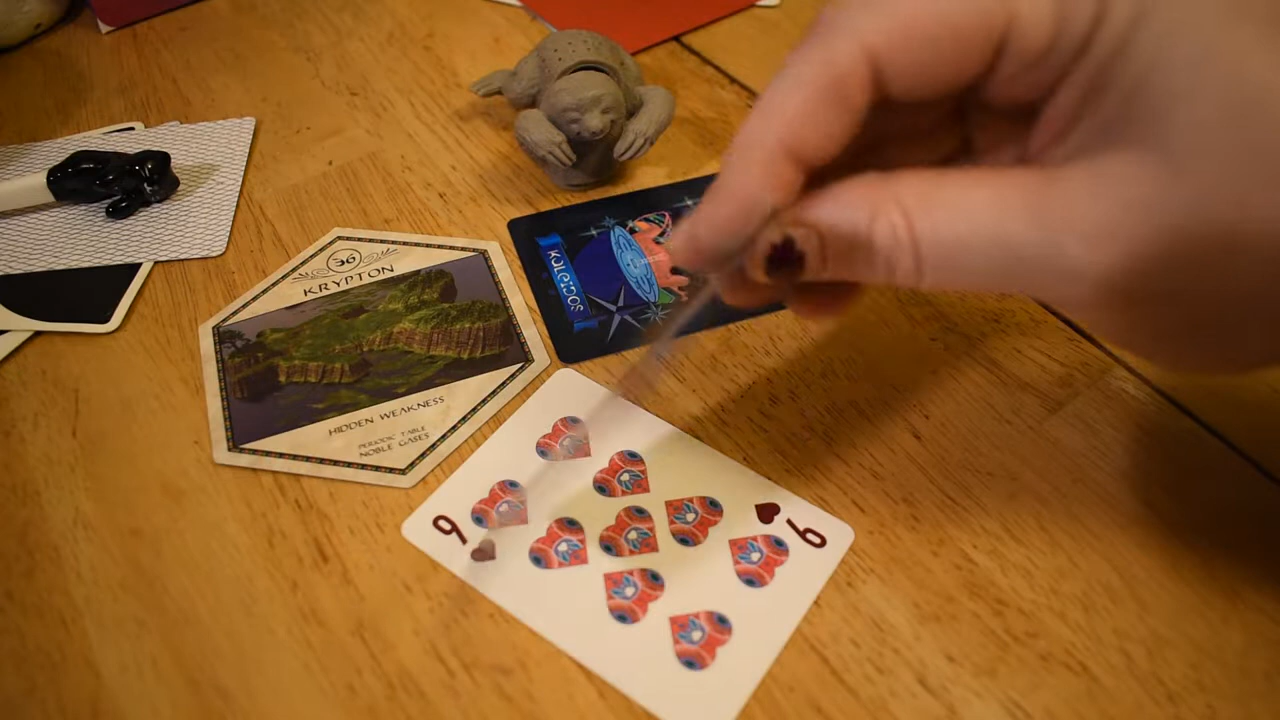 36
KRYPTON
HIDDEN WEAKNESS
PERIODIC TABLE
NOBLE GASES
KALEIDOS
9
9